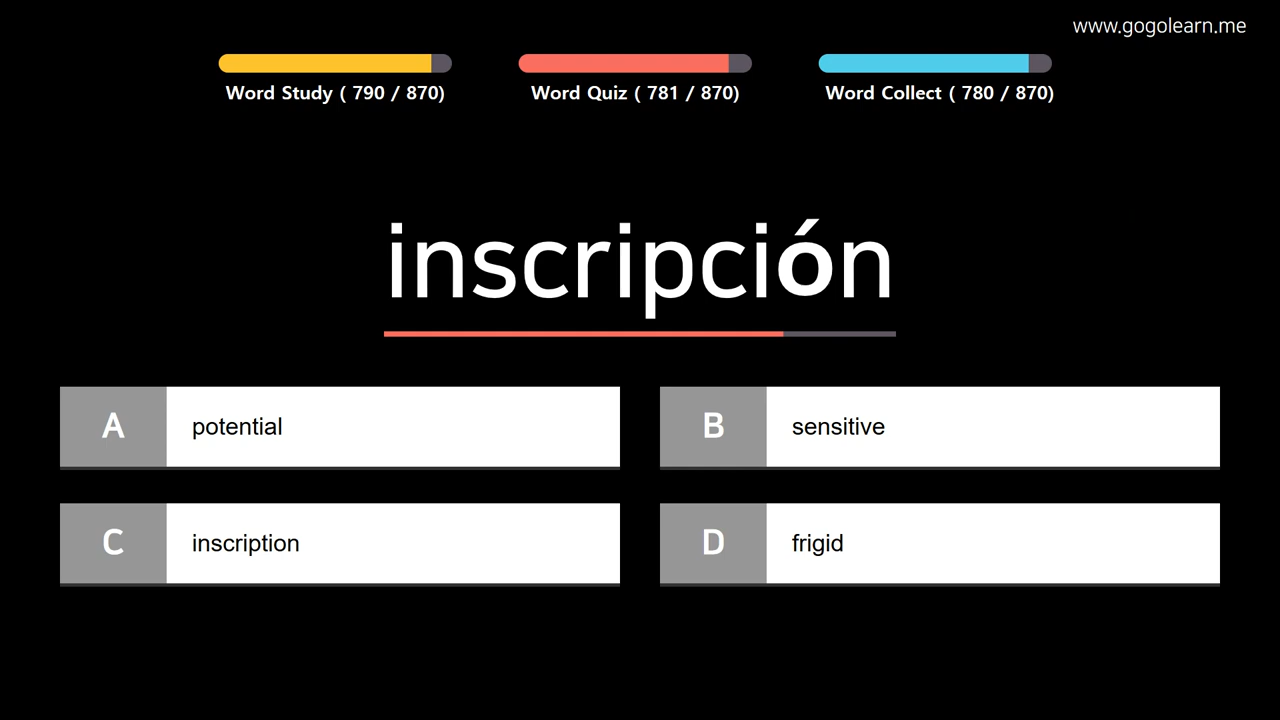 www.gogolearn.me
Word Study ( 790 / 870) Word Quiz ( 781 / 870) Word Collect ( 780 / 870)
inscripción
A potential B sensitive
C inscription D frigid